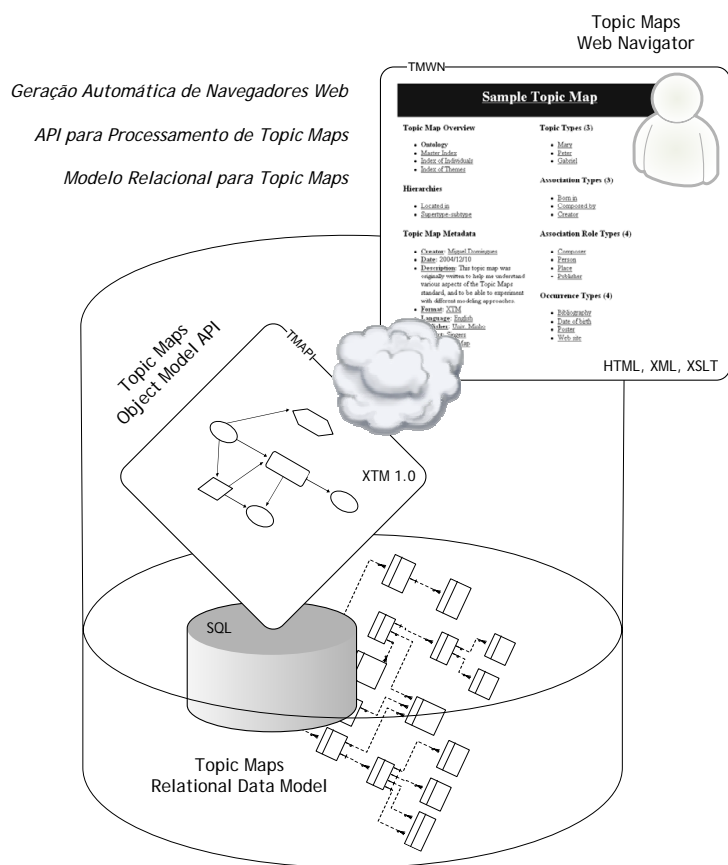 Topic Maps
Web Navigator
TMWN
Geração Automática de Navegadores Web
API para Processamento de Topic Maps
Modelo Relacional para Topic Maps
Sample Topic Map
Topic Map Overview
Ontology
Master Index
Index of Individuals
Index of Themes
Hierarchies
Located in
Supertype-subtype
Topic Map Metadata
Creator: Miguel Domingues
Date: 2004/12/10
Description: This topic map was
originally written to help me understand
various aspects of the Topic Maps
standard, and to be able to experiment
with different modeling approaches.
Format: XTM
Language: English
Univ. Minho
Topic Types (3)
Mary
Peter
Gabriel
Association Types (3)
Born in
Composed by
Creator
Association Role Types (4)
Composer
Person
Place
Publisher
Occurrence Types (4)
Bibliography
Date of birth
Poster
Web site
HTML, XML, XSLT
Topic Maps
Object Model API
TMAPI
XTM 1.0
SQL
Topic Maps
Relational Data Model